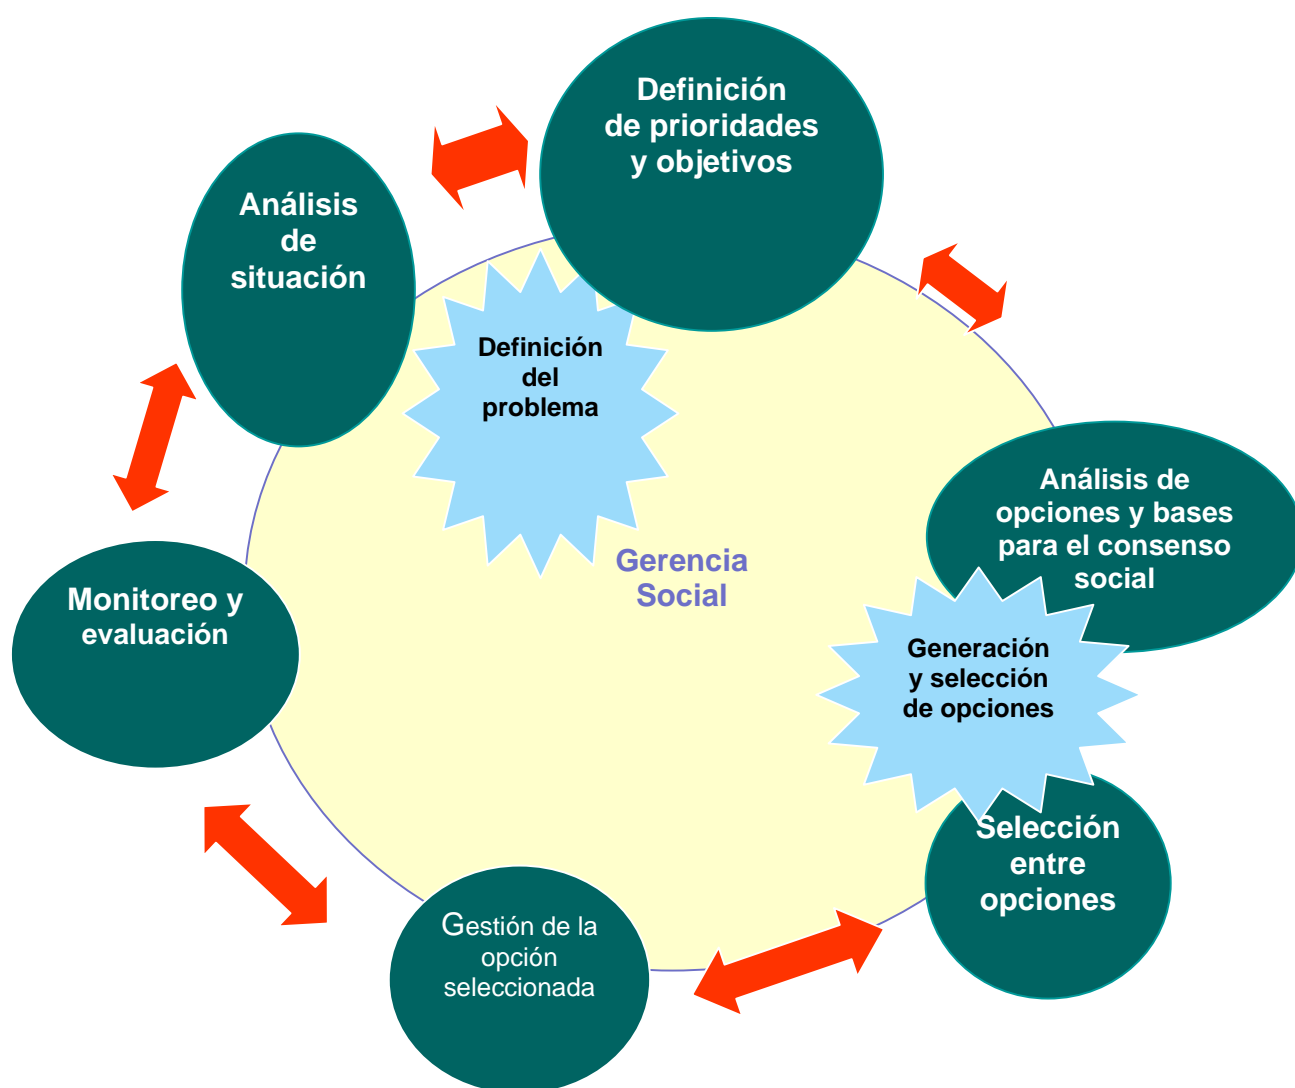 Definición
de prioridades
y objetivos
Análisis
de
situación
Definición
del
problema
Análisis de
opciones y bases
para el consenso
social
Gerencia
Social
Monitoreo y
evaluación
Generación
y selección
de opciones
Selección
entre
opciones
Gestión de la
opción
seleccionada